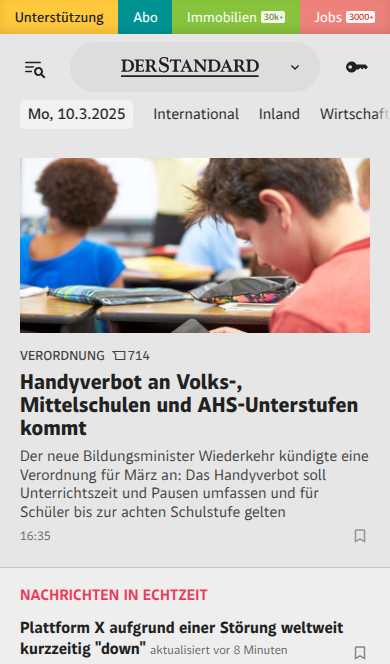 Unterstützung Abo Immobilien 30k+ Jobs 3000+
DERSTANDARD
Mo, 10.3.2025 International Inland Wirtschaft
VERORDNUNG 714
Handyverbot an Volks-,
Mittelschulen und AHS-Unterstufen
kommt
Der neue Bildungsminister Wiederkehr kündigte eine
Verordnung für März an: Das Handyverbot soll
Unterrichtszeit und Pausen umfassen und für
Schüler bis zur achten Schulstufe gelten
16:35
NACHRICHTEN IN ECHTZEIT
Plattform X aufgrund einer Störung weltweit
kurzzeitig "down" aktualisiert vor 8 Minuten